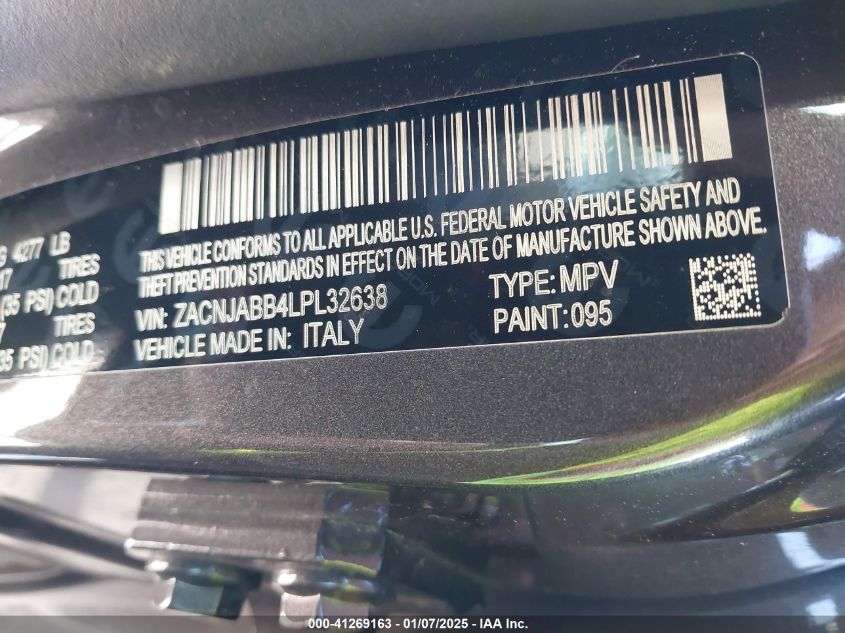 G 4277 LB
THIS VEHICLE CONFORMS TO ALL APPLICABLE U.S. FEDERAL MOTOR VEHICLE SAFETY AND
THEFT PREVENTION STANDARDS IN EFFECT ON THE DATE OF MANUFACTURE SHOWN ABOVE.
TIRES
(35 PSI) COLD
TIRES
PSI) COLD
VIN: ZACNJABB4LPL32638
TYPE: MPV
VEHICLE MADE IN: ITALY
PAINT:095
000-41269163 - 01/07/2025 - IAA Inc.